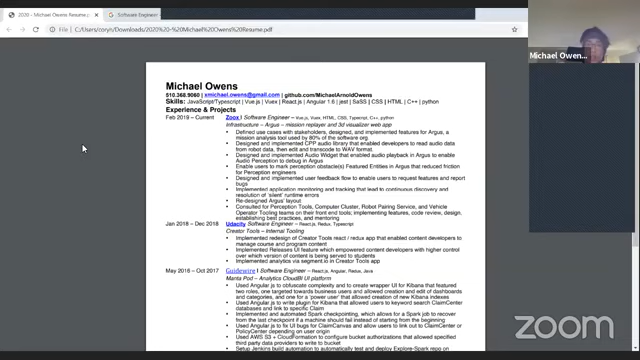 2020 - Michael Owens Resume.pdf
Software Engineer
File | C:/Users/coryh/Downloads/2020%20-%20Michael%20Owens%20Resume.pdf
Michael Owen...
Michael Owens
510.368.9060 | xmichael.owens@gmail.com | github.com/MichaelArnoldOwens
Skills: JavaScript/Typescript | Vue.js | Vuex | React.js | Angular 1.6 | jest | SaSS | CSS | HTML | C++ | python
Experience & Projects
Feb 2019 – Current Zoox | Software Engineer – Vue.js, Vuex, HTML, CSS, Typescript, C++, python
Infrastructure – Argus – mission replayer and 3d visualizer web app
• Defined use cases with stakeholders, designed, and implemented features for Argus, a
mission analysis tool used by 80% of the software org.
• Designed and implemented CPP audio library that enabled developers to read audio data
from robot data, then edit and transcode to WAV format.
• Designed and implemented Audio Widget that enabled audio playback in Argus to enable
Audio Perception to debug in Argus
• Enable users to mark perception obstacle(s) Featured Entities in Argus that reduced friction
for Perception engineers
• Designed and implemented user feedback flow to enable users to request features and report
bugs
• Implemented application monitoring and tracking that lead to continuous discovery and
resolution of 'silent' runtime errors
• Re-designed Argus' layout
• Consulted for Perception Tools, Computer Cluster, Robot Pairing Service, and Vehicle
Operator Tooling teams on their front end tools; implementing features, code review, design,
establishing best practices, and mentoring
Jan 2018 – Dec 2018 Udacity Software Engineer – React.js, Redux, Typescript
Creator Tools – Internal Tooling
• Implemented redesign of Creator Tools react / redux app that enabled content developers to
manage course and program content
• Implemented Releases UI feature which empowered content developers with higher control
over which version of content is being served to students
• Implemented analytics via segment.io in Creator Tools app
May 2016 – Oct 2017 Guidewire | Software Engineer – React.js, Angular, Redux, Java
Manta Pod – Analytics CloudBI UI platform
• Used Angular js to obfuscate complexity and to create wrapper UI for Kibana that featured
two roles, one targeted towards business users and allowed creation and edit of dashboards
and categories, and one for a 'power user' that allowed creation of new Kibana indexes
• Used Angular js to write plugin for Kibana that allowed users to keyword search ClaimCenter
databases and link to specific Claim
• Implemented and automated Spark checkpointing, which allows for a Spark job to recover
from the last checkpoint if a machine should fail instead of starting from the beginning
• Used Angular js to fix UI bugs for ClaimCanvas and allow users to link out to ClaimCenter or
PolicyCenter depending on user origin
• Used AWS S3 + CloudFormation to configure bucket authorizations that allowed specified
third party data providers to write to bucket
• Setup Jenkins build automation to automatically test and deploy Explore-Spark repo on
zoom